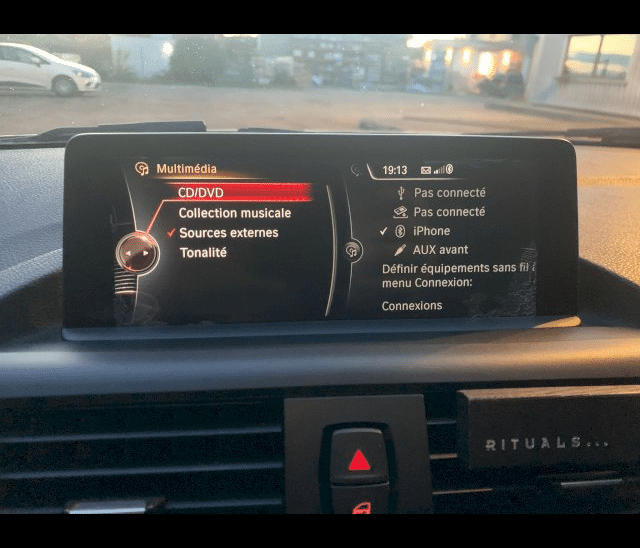 Multimédia
CD/DVD
Collection musicale
Sources externes
Tonalité
19:13
Pas connecté
Pas connecté
iPhone
AUX avant
Définir équipements sans fil
menu Connexion:
Connexions
RITUALS...